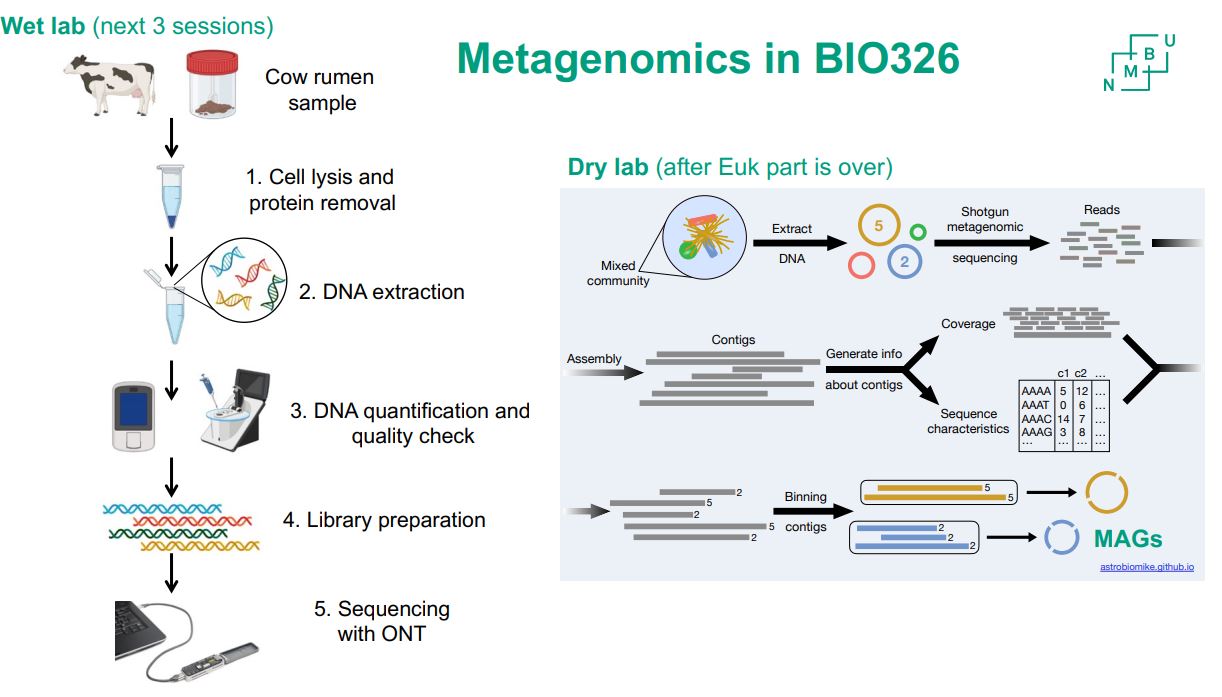 Wet lab (next 3 sessions)
Metagenomics in BIO326
N M B U
Cow rumen
sample
1. Cell lysis and
protein removal
2. DNA extraction
3. DNA quantification and
quality check
4. Library preparation
5. Sequencing
with ONT
Dry lab (after Euk part is over)
Mixed
community
Extract
DNA
5
2
Shotgun
metagenomic
sequencing
Reads
Assembly
Contigs
Generate info
about contigs
Coverage
Sequence
characteristics
c1 c2 ...
AAAA 5 12 ...
AAAT 0 6 ...
AAAC 14 7 ...
AAAG 3 8 ...
... ... ... ...
2
5
2
5
2
Binning
contigs
5
5
2
2
2
MAGs
astrobiomike.github.io